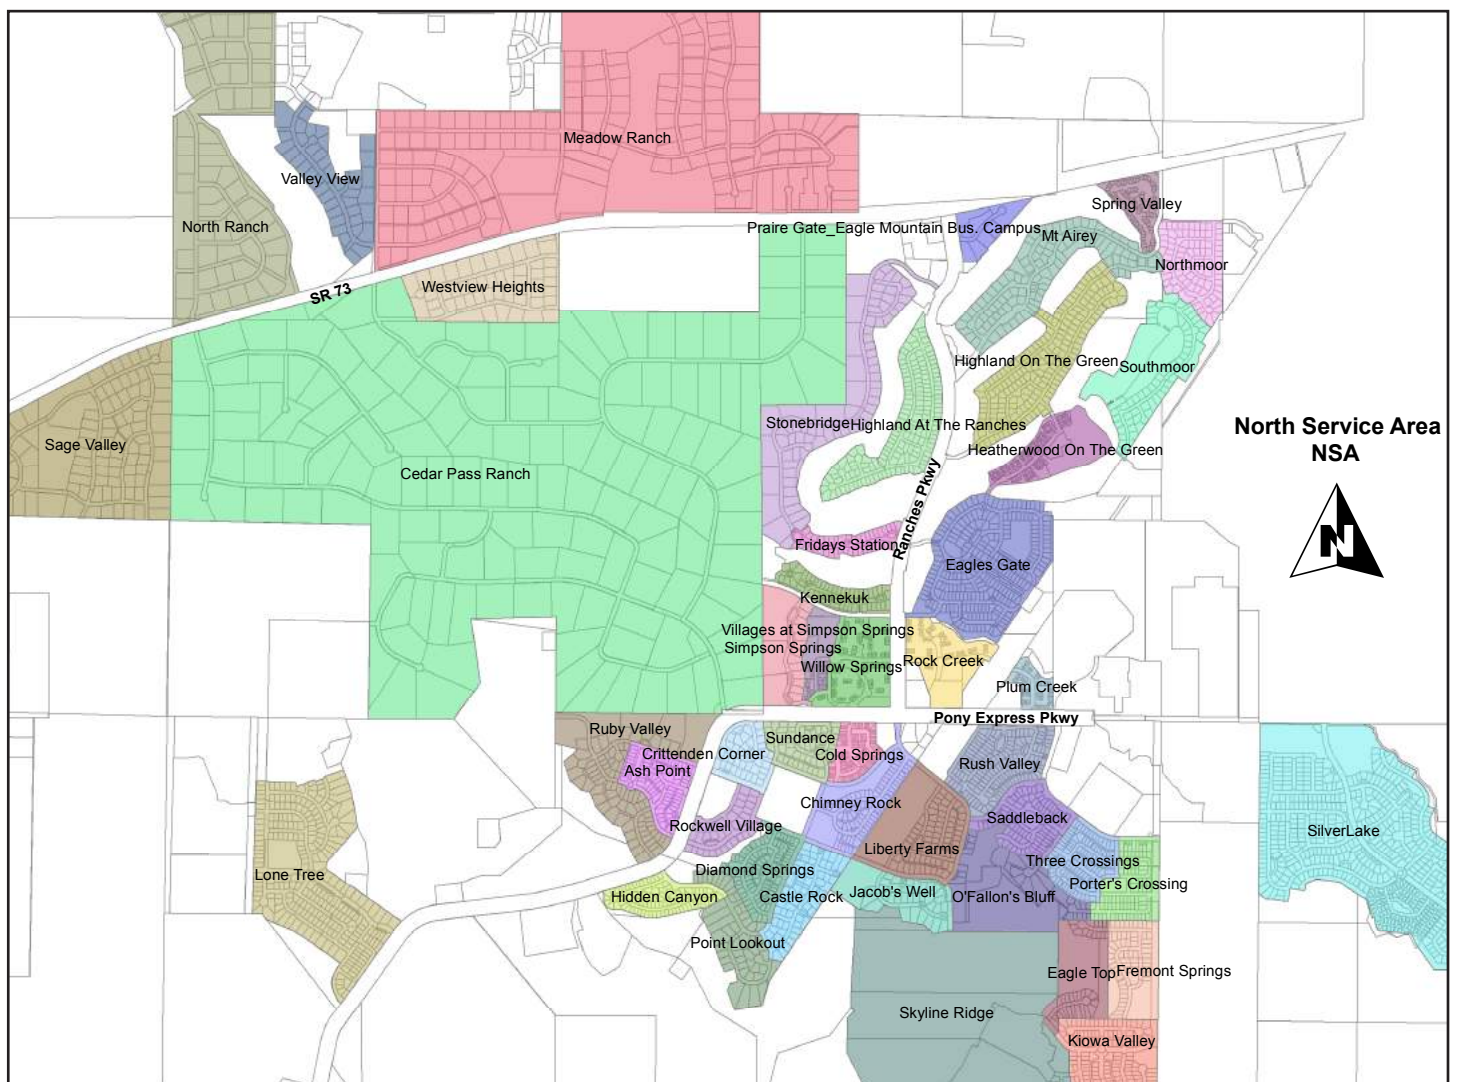 Meadow Ranch
Valley View
North Ranch
Spring Valley
Praire Gate_Eagle Mountain Bus. Campus
Mt Airey
Northmoor
Westview Heights
SR 73
Highland On The Green
Southmoor
Stonebridge
Highland At The Ranches
North Service Area
NSA
Sage Valley
Heatherwood On The Green
Cedar Pass Ranch
Ranches Pkwy
N
Fridays Station
Eagles Gate
Kennekuk
Villages at Simpson Springs
Simpson Springs
Willow Springs
Rock Creek
Plum Creek
Pony Express Pkwy
Ruby Valley
Sundance
Crittenden Corner
Cold Springs
Ash Point
Rush Valley
Chimney Rock
Saddleback
Rockwell Village
SilverLake
Liberty Farms
Three Crossings
Lone Tree
Diamond Springs
Porter's Crossing
Hidden Canyon
Castle Rock
Jacob's Well
O'Fallon's Bluff
Point Lookout
Eagle Top
Fremont Springs
Skyline Ridge
Kiowa Valley